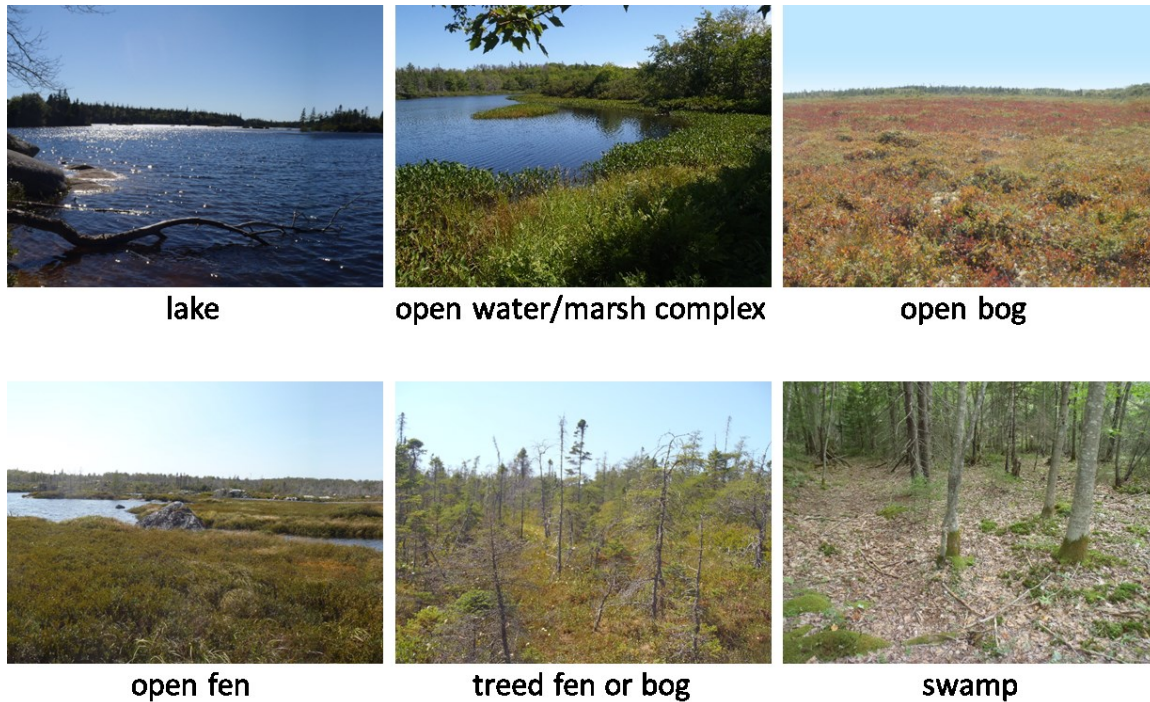 lake
open water/marsh complex
open bog
open fen
treed fen or bog
swamp